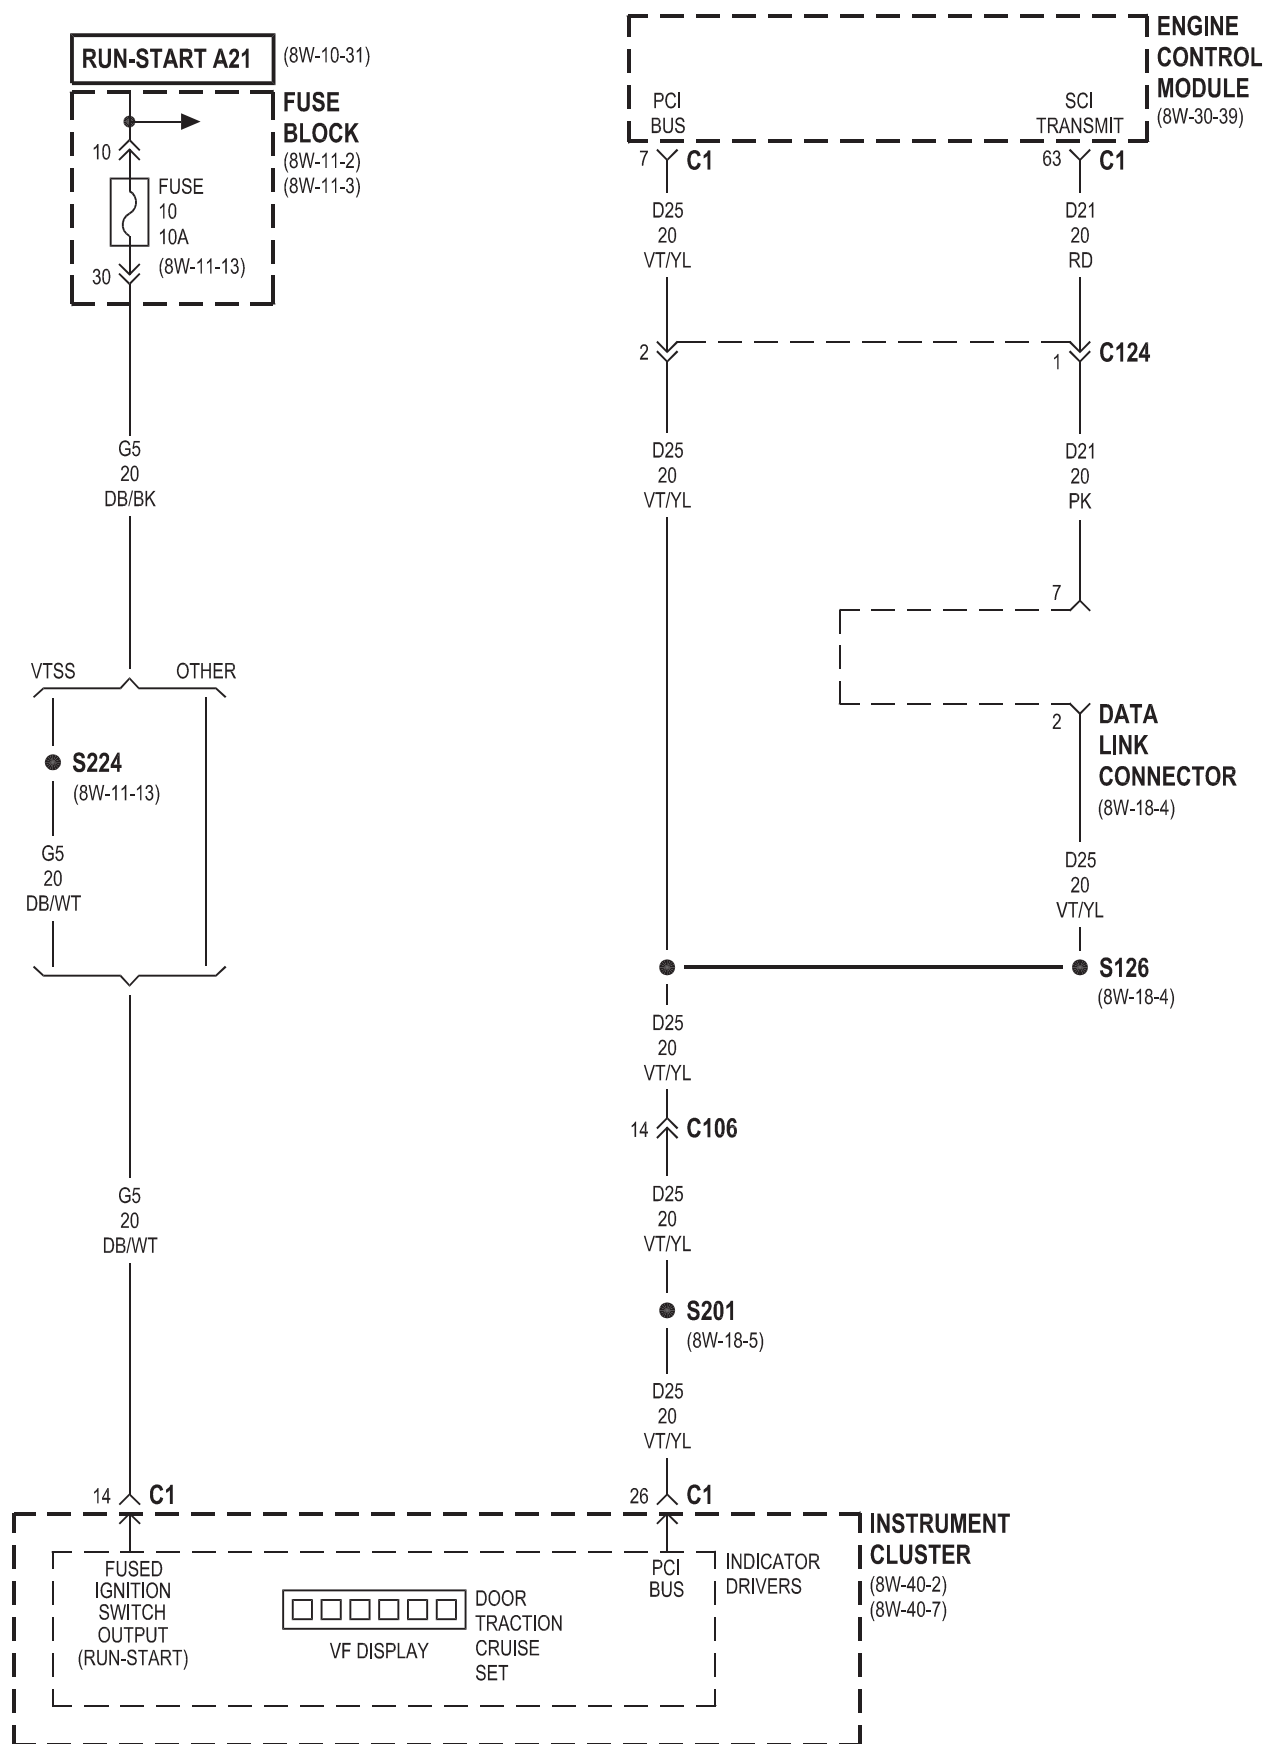 RUN-START A21
(8W-10-31)
FUSE
BLOCK
(8W-11-2)
(8W-11-3)
10
FUSE
10
10A
(8W-11-13)
30
G5
20
DB/BK
VTSS
OTHER
S224
(8W-11-13)
G5
20
DB/WT
G5
20
DB/WT
14
C1
ENGINE
CONTROL
MODULE
(8W-30-39)
PCI
BUS
SCI
TRANSMIT
7
C1
63
C1
D25
20
VT/YL
D21
20
RD
2
1
C124
D25
20
VT/YL
D21
20
PK
7
2
DATA
LINK
CONNECTOR
(8W-18-4)
D25
20
VT/YL
S126
(8W-18-4)
D25
20
VT/YL
14
C106
D25
20
VT/YL
S201
(8W-18-5)
D25
20
VT/YL
26
C1
INSTRUMENT
CLUSTER
(8W-40-2)
(8W-40-7)
FUSED
IGNITION
SWITCH
OUTPUT
(RUN-START)
VF DISPLAY
DOOR
TRACTION
CRUISE
SET
PCI
BUS
INDICATOR
DRIVERS